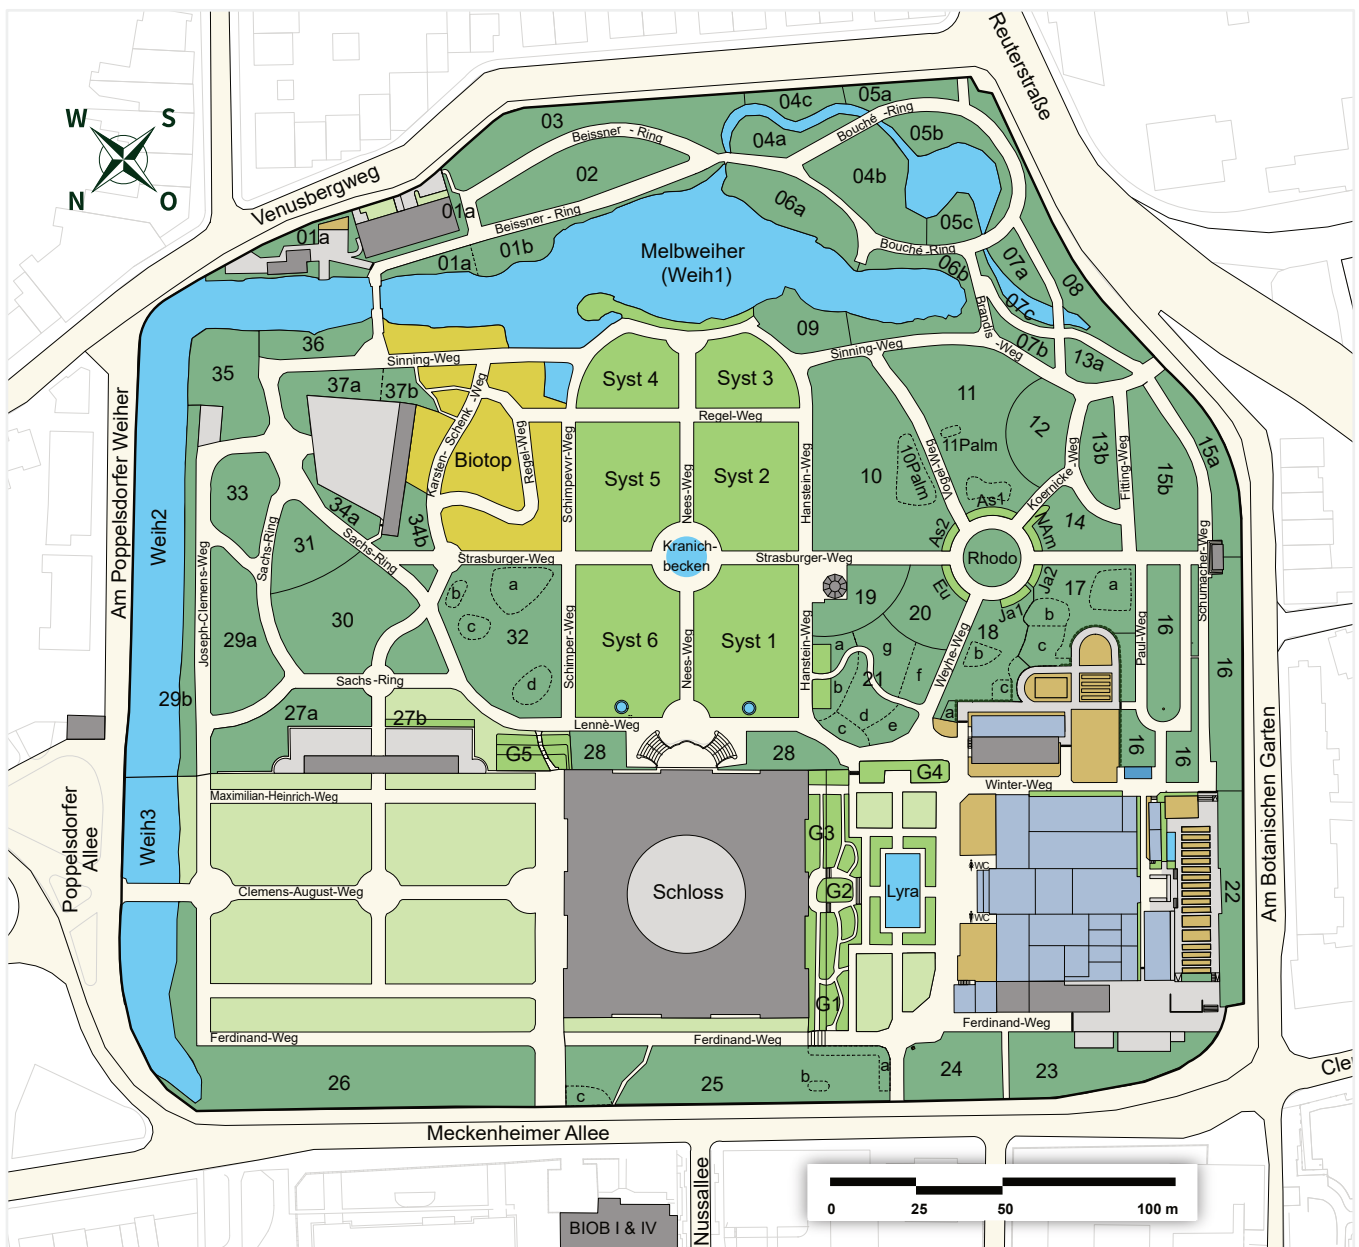 Reuterstraße
W
S
N
O
Venusbergweg
03
Beissner - Ring
02
04c
05a
04a
Bouché -Ring
05b
04b
05c
06a
Bouché-Ring
06b
07a
07c
07b
08
01a
01a
01a
01b
Beissner - Ring
Melbweiher
(Weih1)
09
Brandis -Weg
13a
Sinning-Weg
Sinning-Weg
36
35
37a
37b
Karsten- Schenk -Weg
Regel-Weg
Biotop
Schimpevvr-Weg
Syst 4
Syst 3
Regel-Weg
Syst 5
Syst 2
Nees-Weg
Hanstein-Weg
10
10Palm
Vogel-Weg
11
11Palm
12
As1
As2
Koernicke -Weg
13b
Fitting-Weg
14
NAm
15b
15a
Am Poppelsdorfer Weiher
Weih2
33
34a
34b
31
Sachs-Ring
Sachs-Ring
30
Joseph-Clemens-Weg
29a
29b
Sachs-Ring
27a
27b
Strasburger-Weg
Kranich-
becken
Strasburger-Weg
Rhodo
Schumacher-Weg
a
b
c
32
d
Schimper-Weg
Syst 6
Syst 1
Nees-Weg
Hanstein-Weg
19
20
Eu
Ja1
Ja2
17
a
b
c
18
b
c
a
Weyhe-Weg
a
g
b
21
f
d
c
e
Paul-Weg
16
16
16
16
Lennè-Weg
G5
28
28
G4
Winter-Weg
Poppelsdorfer
Allee
Weih3
Maximilian-Heinrich-Weg
Clemens-August-Weg
Schloss
G3
G2
G1
Lyra
WC
WC
22
Am Botanischen Garten
Ferdinand-Weg
Ferdinand-Weg
Ferdinand-Weg
26
c
25
b
a
24
23
Cle
Meckenheimer Allee
Nussallee
BIOB I & IV
0 25 50 100 m